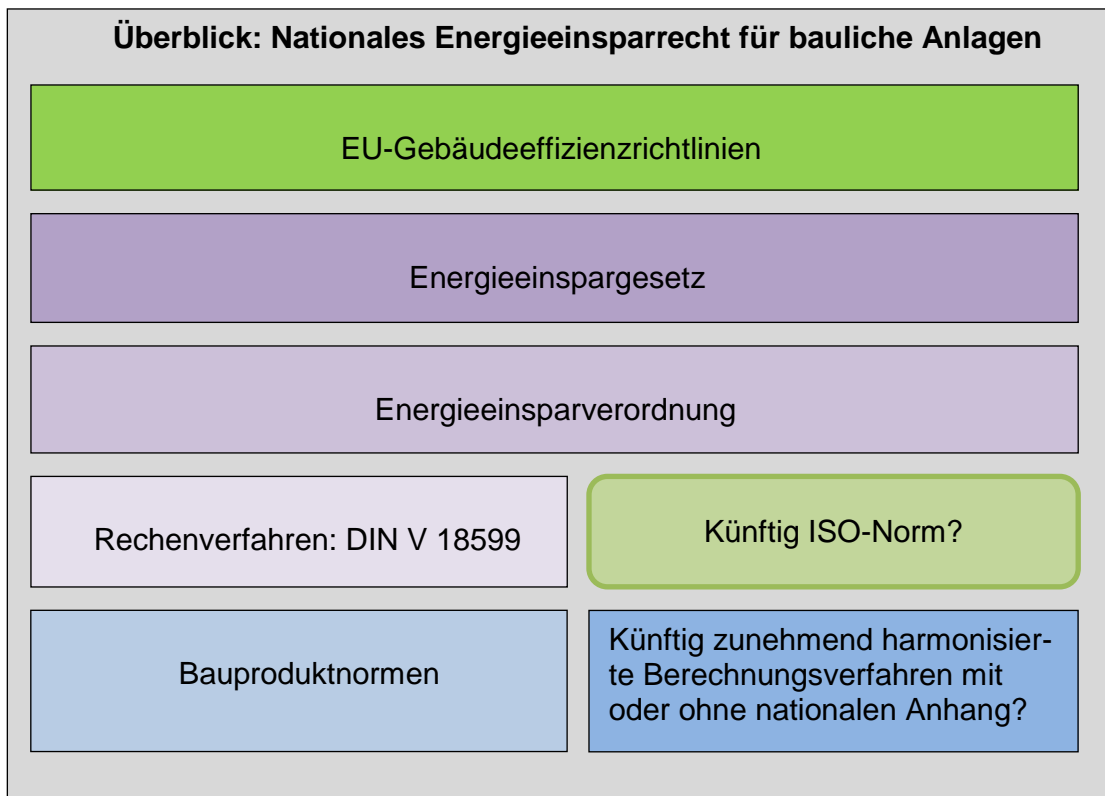 Überblick: Nationales Energieeinsparrecht für bauliche Anlagen
EU-Gebäudeeffizienzrichtlinien
Energieeinspargesetz
Energieeinsparverordnung
Rechenverfahren: DIN V 18599
Künftig ISO-Norm?
Bauproduktnormen
Künftig zunehmend harmonisier-
te Berechnungsverfahren mit
oder ohne nationalen Anhang?